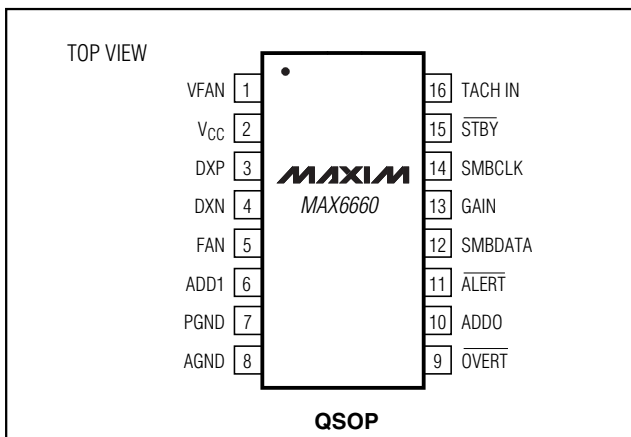 TOP VIEW
VFAN 1
VCC 2
DXP 3
DXN 4
FAN 5
ADD1 6
PGND 7
AGND 8
MAXIM
MAX6660
16 TACH IN
15 STBY
14 SMBCLK
13 GAIN
12 SMBDATA
11 ALERT
10 ADD0
9 OVERT
QSOP